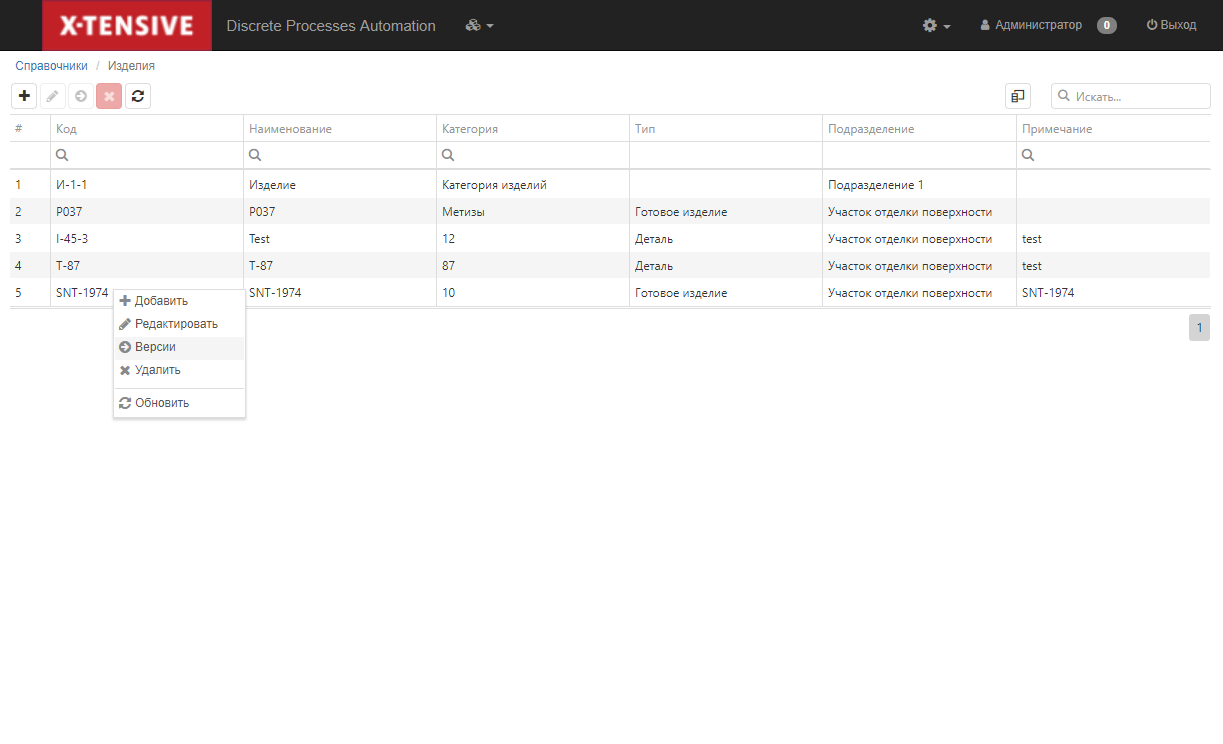 X-TENSIVE Discrete Processes Automation Администратор 0 Выход
Справочники / Изделия
Искать...
# Код Наименование Категория Тип Подразделение Примечание
1 И-1-1 Изделие Категория изделий Подразделение 1
2 P037 P037 Метизы Готовое изделие Участок отделки поверхности
3 I-45-3 Test 12 Деталь Участок отделки поверхности test
4 T-87 T-87 87 Деталь Участок отделки поверхности test
5 SNT-1974 SNT-1974 10 Готовое изделие Участок отделки поверхности SNT-1974
Добавить
Редактировать
Версии
Удалить
Обновить
1